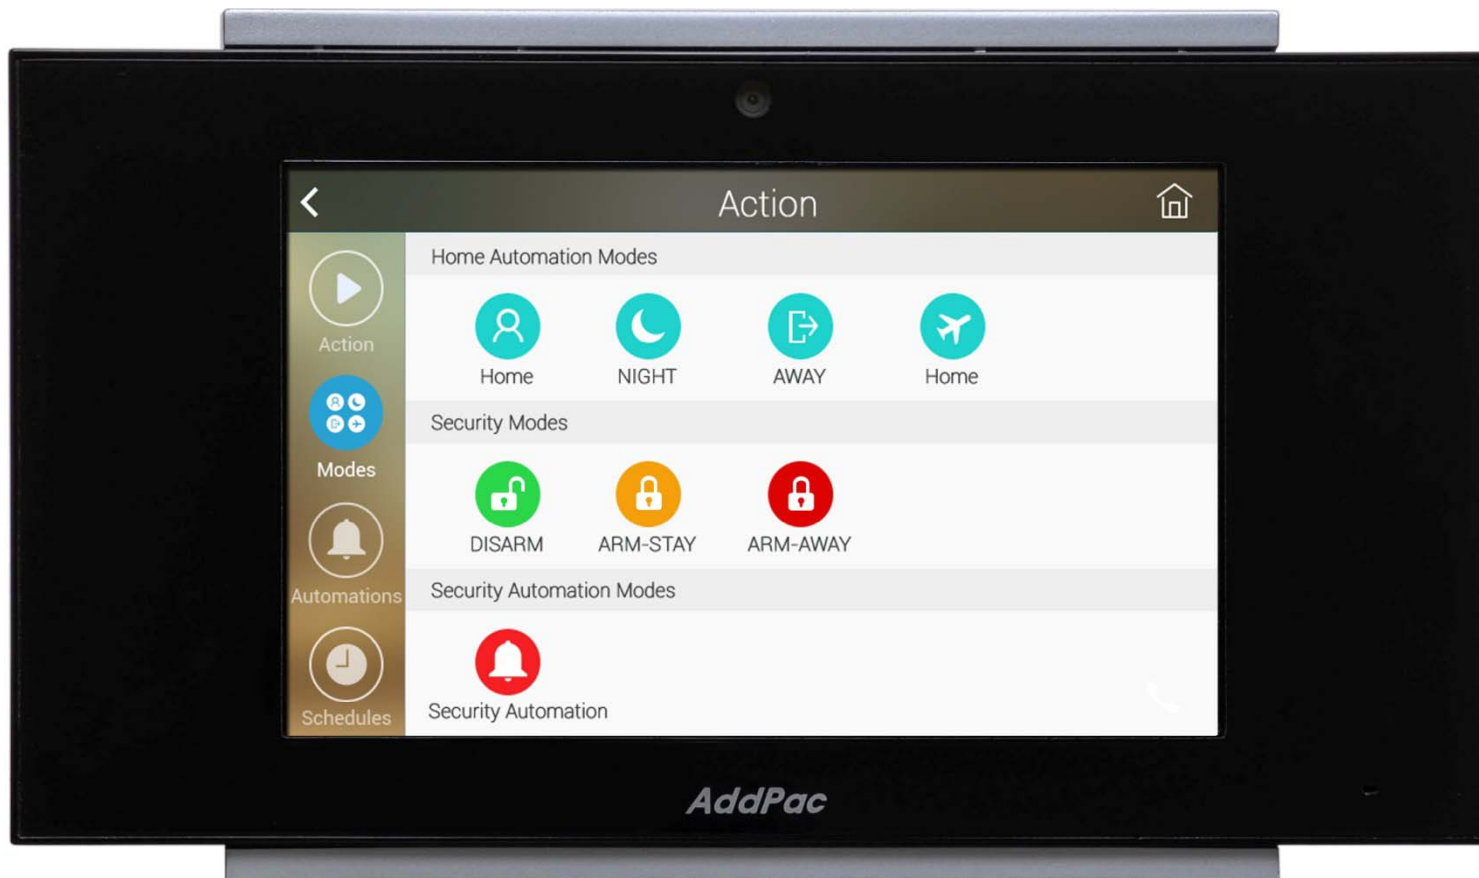 Action
Action
Modes
Automations
Schedules
Home Automation Modes
Home NIGHT AWAY Home
Security Modes
DISARM ARM-STAY ARM-AWAY
Security Automation Modes
Security Automation
AddPac